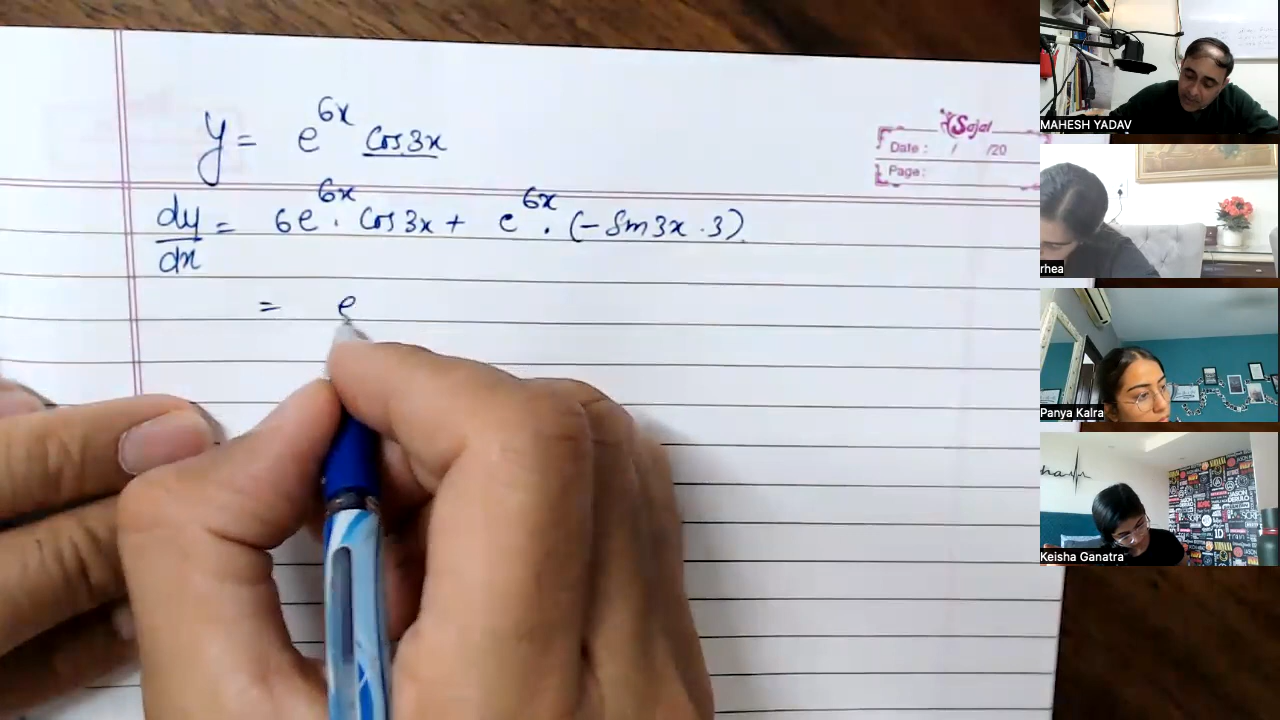 y = e^6x cos 3x
Sajal
Date : / /20
Page:
dy/dx = 6e^6x · cos 3x + e^6x · (-sin 3x · 3)
= e
MAHESH YADAV
rhea
Panya Kalra
Keisha Ganatra